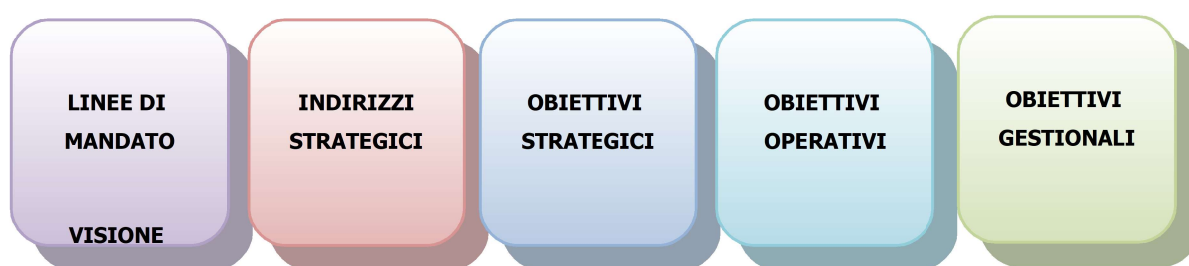 LINEE DI
MANDATO
VISIONE
INDIRIZZI
STRATEGICI
OBIETTIVI
STRATEGICI
OBIETTIVI
OPERATIVI
OBIETTIVI
GESTIONALI